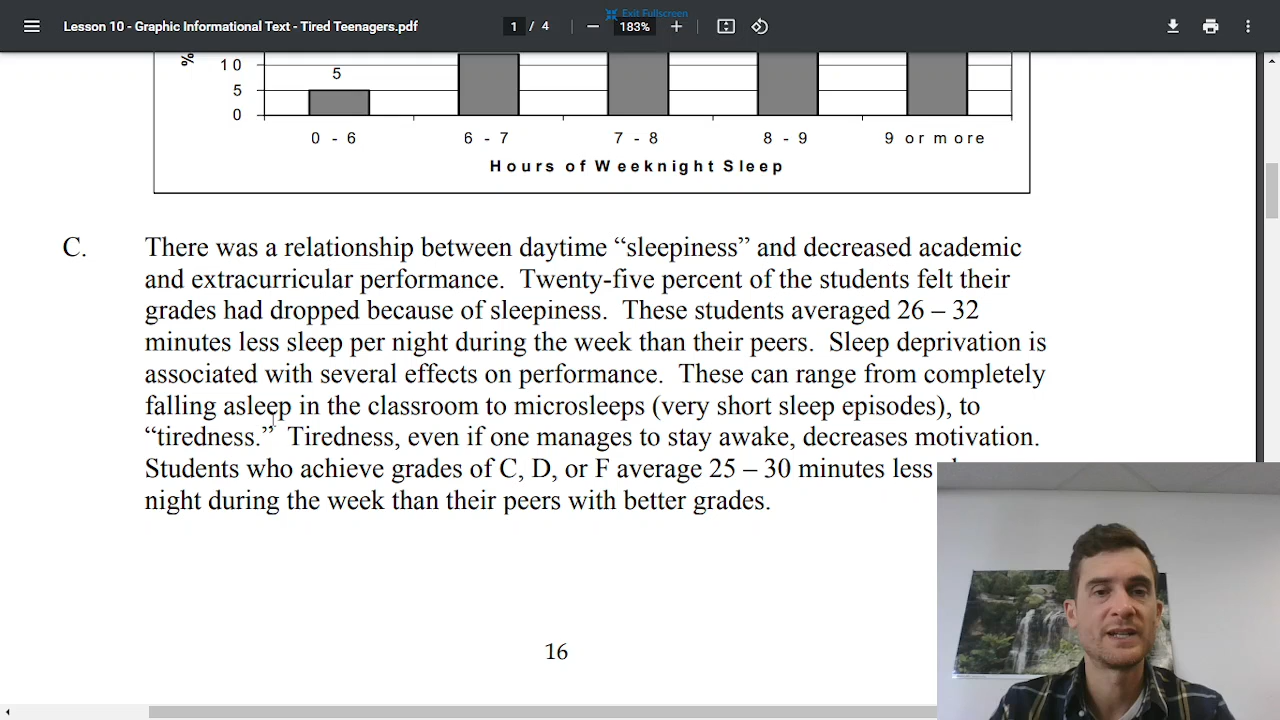 Lesson 10 - Graphic Informational Text - Tired Teenagers.pdf
1 / 4
183%
Exit Fullscreen
%
10
5
5
0
0 - 6
6 - 7
7 - 8
8 - 9
9 or more
Hours of Weeknight Sleep
C. There was a relationship between daytime “sleepiness” and decreased academic
and extracurricular performance. Twenty-five percent of the students felt their
grades had dropped because of sleepiness. These students averaged 26 – 32
minutes less sleep per night during the week than their peers. Sleep deprivation is
associated with several effects on performance. These can range from completely
falling asleep in the classroom to microsleeps (very short sleep episodes), to
“tiredness.” Tiredness, even if one manages to stay awake, decreases motivation.
Students who achieve grades of C, D, or F average 25 – 30 minutes less
night during the week than their peers with better grades.
16